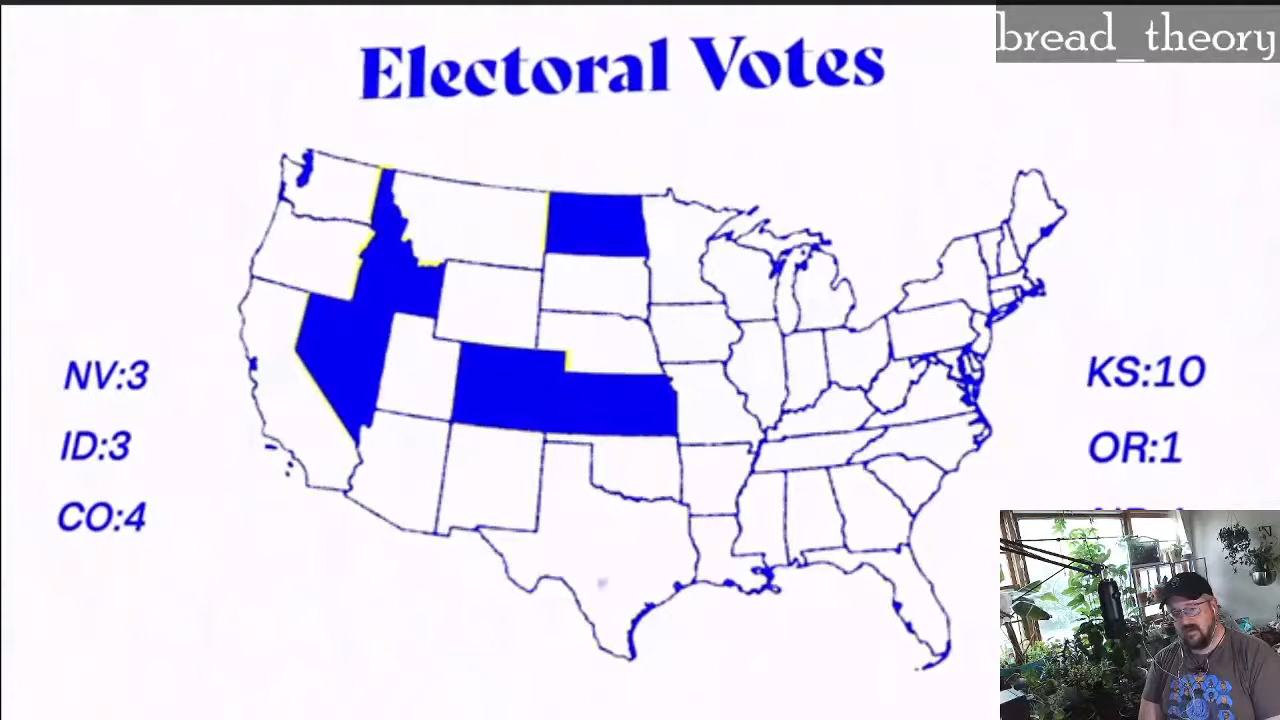 bread_theory
Electoral Votes
NV:3
ID:3
CO:4
KS:10
OR:1